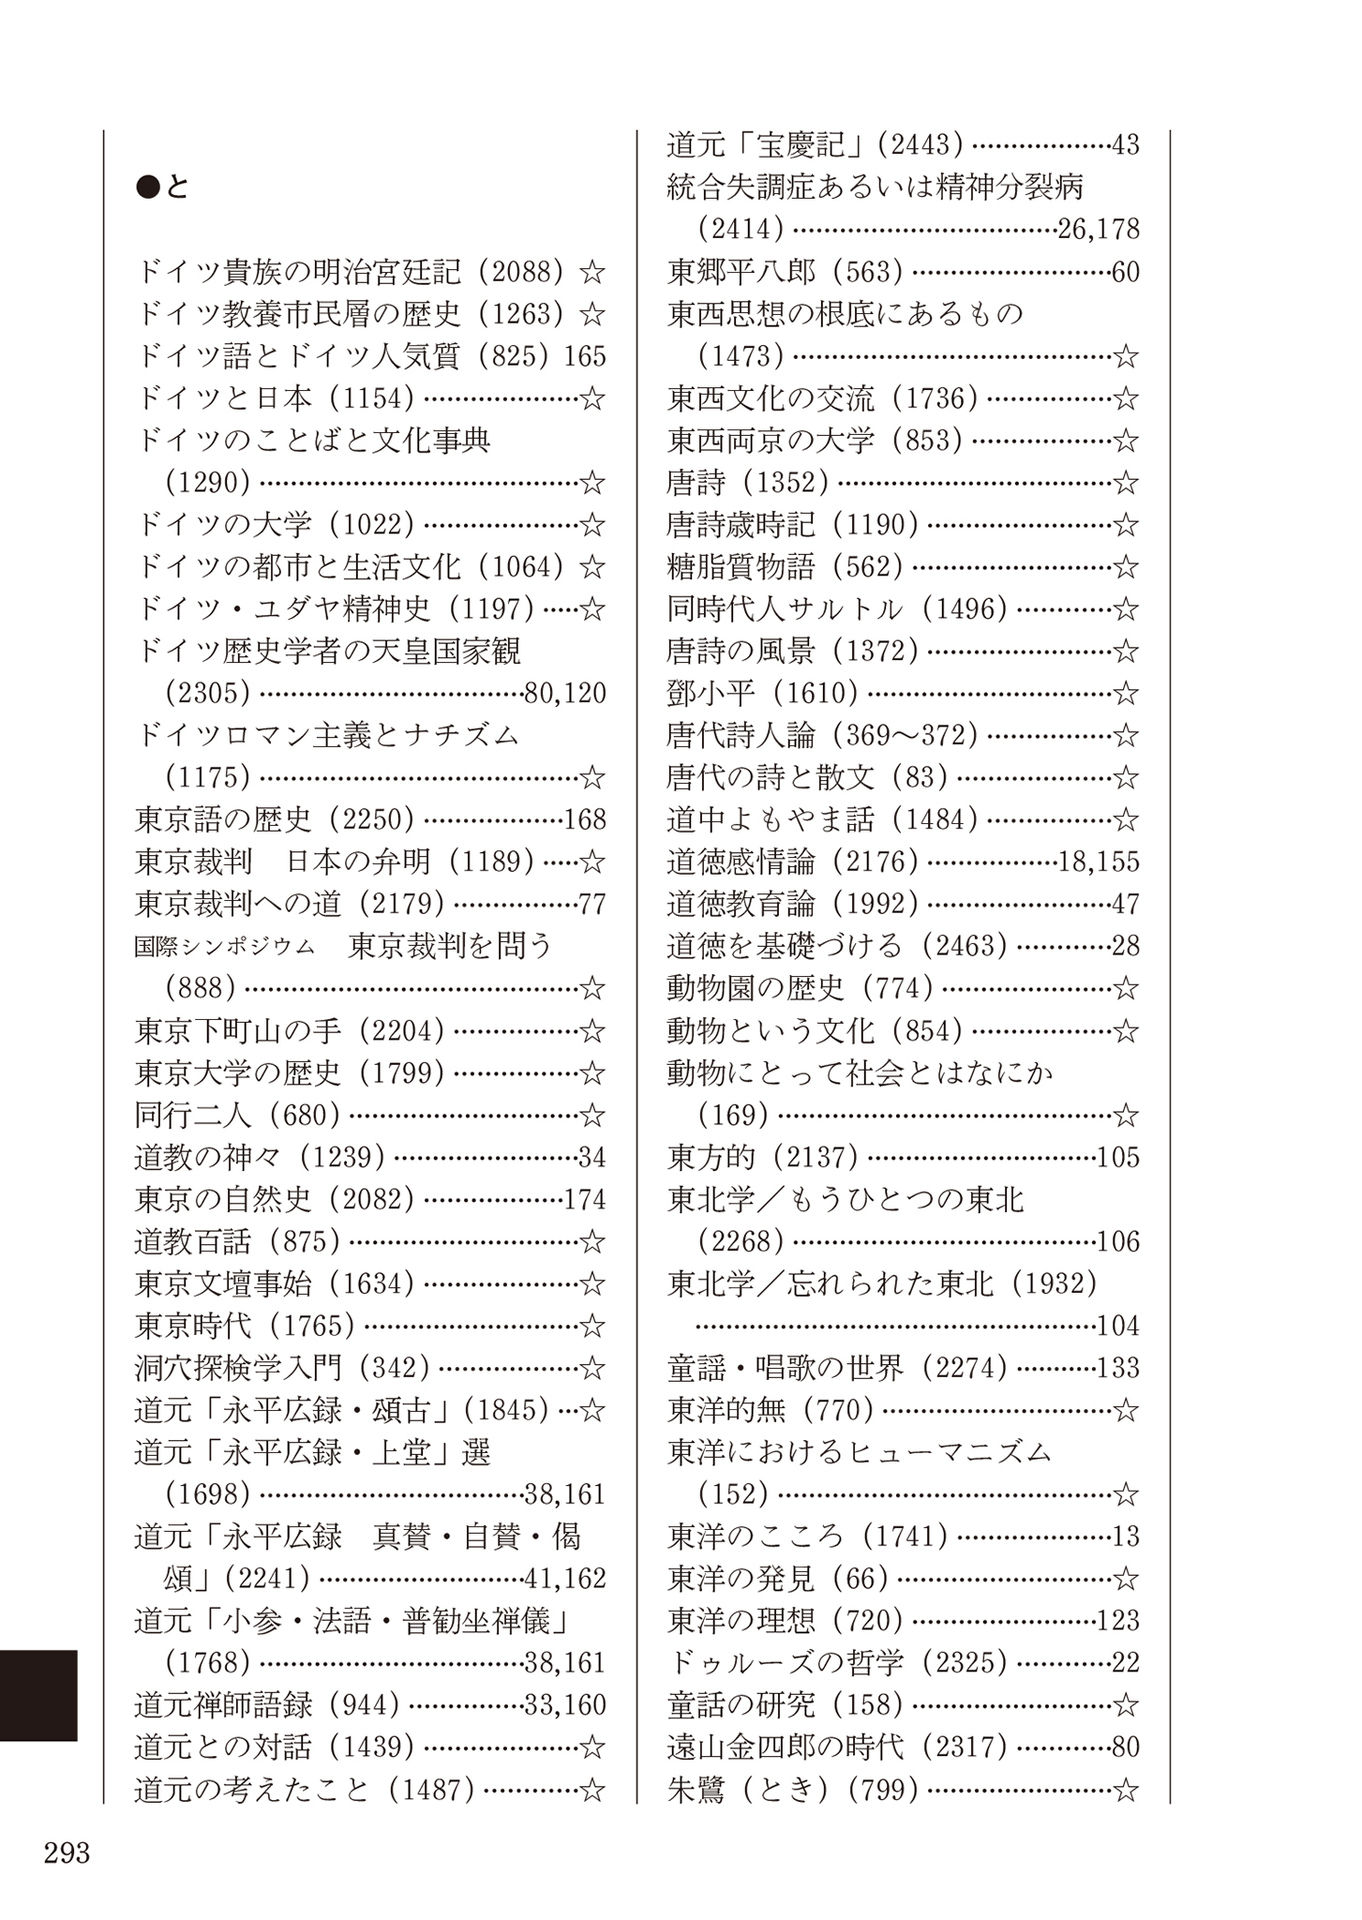 ●と
ドイツ貴族の明治宮廷記（2088）☆
ドイツ教養市民層の歴史（1263）☆
ドイツ語とドイツ人気質（825）165
ドイツと日本（1154）…………………☆
ドイツのことばと文化事典
（1290）……………………………………☆
ドイツの大学（1022）…………………☆
ドイツの都市と生活文化（1064）☆
ドイツ・ユダヤ精神史（1197）……☆
ドイツ歴史学者の天皇国家観
（2305）……………………………80,120
ドイツロマン主義とナチズム
（1175）……………………………………☆
東京語の歴史（2250）………………168
東京裁判　日本の弁明（1189）……☆
東京裁判への道（2179）……………77
国際シンポジウム　東京裁判を問う
（888）……………………………………☆
東京下町山の手（2204）……………☆
東京大学の歴史（1799）……………☆
同行二人（680）………………………☆
道教の神々（1239）…………………34
東京の自然史（2082）………………174
道教百話（875）………………………☆
東京文壇事始（1634）………………☆
東京時代（1765）……………………☆
洞穴探検学入門（342）………………☆
道元「永平広録・頌古」（1845）…☆
道元「永平広録・上堂」選
（1698）……………………………38,161
道元「永平広録　真賛・自賛・偈
頌」（2241）………………………41,162
道元「小参・法語・普勧坐禅儀」
（1768）……………………………38,161
道元禅師語録（944）……………33,160
道元との対話（1439）………………☆
道元の考えたこと（1487）…………☆
道元「宝慶記」（2443）………………43
統合失調症あるいは精神分裂病
（2414）……………………………26,178
東郷平八郎（563）……………………60
東西思想の根底にあるもの
（1473）…………………………………☆
東西文化の交流（1736）……………☆
東西両京の大学（853）………………☆
唐詩（1352）……………………………☆
唐詩歳時記（1190）…………………☆
糖脂質物語（562）……………………☆
同時代人サルトル（1496）…………☆
唐詩の風景（1372）…………………☆
鄧小平（1610）…………………………☆
唐代詩人論（369〜372）……………☆
唐代の詩と散文（83）………………☆
道中よもやま話（1484）……………☆
道徳感情論（2176）……………18,155
道徳教育論（1992）…………………47
道徳を基礎づける（2463）…………28
動物園の歴史（774）…………………☆
動物という文化（854）………………☆
動物にとって社会とはなにか
（169）……………………………………☆
東方的（2137）………………………105
東北学／もうひとつの東北
（2268）…………………………………106
東北学／忘れられた東北（1932）
……………………………………………104
童謡・唱歌の世界（2274）…………133
東洋的無（770）………………………☆
東洋におけるヒューマニズム
（152）……………………………………☆
東洋のこころ（1741）………………13
東洋の発見（66）………………………☆
東洋の理想（720）……………………123
ドゥルーズの哲学（2325）…………22
童話の研究（158）……………………☆
遠山金四郎の時代（2317）…………80
朱鷺（とき）（799）……………………☆
293